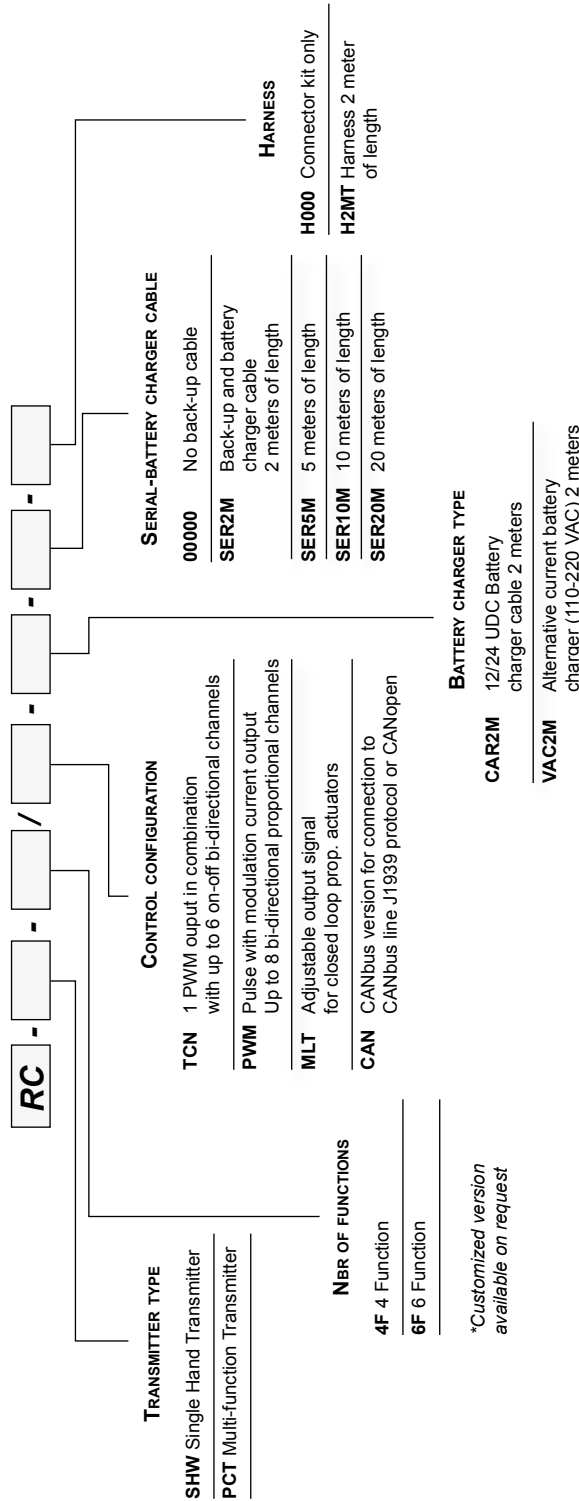 RC - - / - - -
TRANSMITTER TYPE
SHW Single Hand Transmitter
PCT Multi-function Transmitter
NBR OF FUNCTIONS
4F 4 Function
6F 6 Function
*Customized version
available on request
CONTROL CONFIGURATION
TCN 1 PWM ouput in combination
with up to 6 on-off bi-directional channels
PWM Pulse with modulation current output
Up to 8 bi-directional proportional channels
MLT Adjustable output signal
for closed loop prop. actuators
CAN CANbus version for connection to
CANbus line J1939 protocol or CANopen
BATTERY CHARGER TYPE
CAR2M 12/24 UDC Battery
charger cable 2 meters
VAC2M Alternative current battery
charger (110-220 VAC) 2 meters
SERIAL-BATTERY CHARGER CABLE
00000 No back-up cable
SER2M Back-up and battery
charger cable
2 meters of length
SER5M 5 meters of length
SER10M 10 meters of length
SER20M 20 meters of length
HARNESS
H000 Connector kit only
H2MT Harness 2 meter
of length